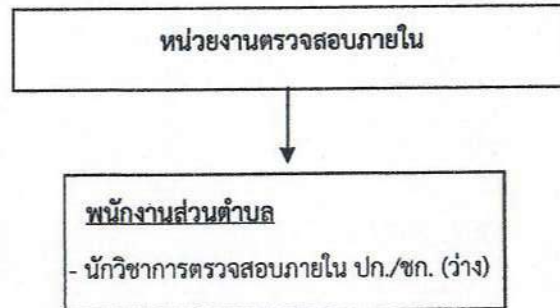 หน่วยงานตรวจสอบภายใน
พนักงานส่วนตำบล
- นักวิชาการตรวจสอบภายใน ปก./ชก. (ว่าง)